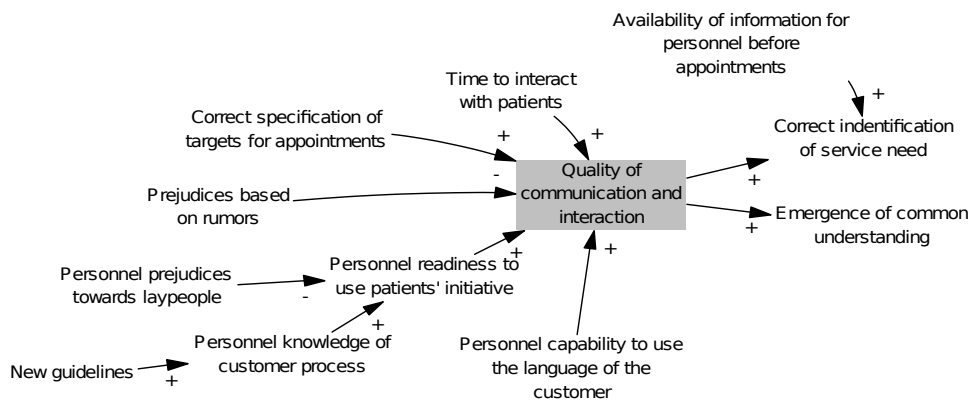 Availability of information for
personnel before
appointments
+
Time to interact
with patients
+
Correct specification of
targets for appointments
+
Correct indentification
of service need
+
Prejudices based
on rumors
-
Quality of
communication and
interaction
Emergence of common
understanding
+
Personnel prejudices
towards laypeople
-
Personnel readiness to
use patients' initiative
+
Personnel knowledge of
customer process
+
New guidelines
+
Personnel capability to use
the language of the
customer
+